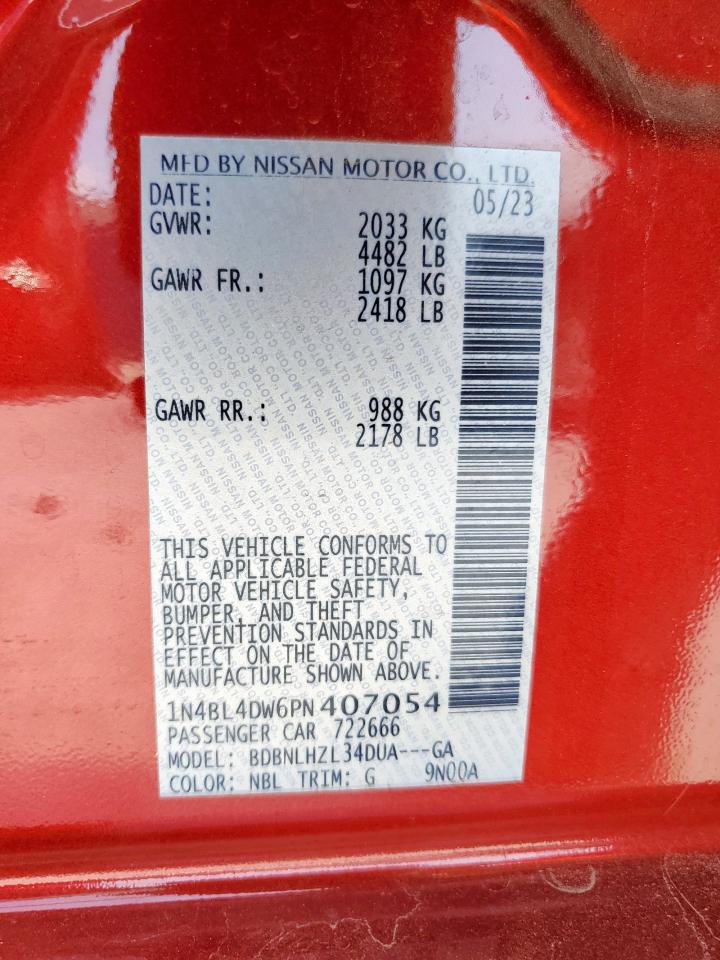 MFD BY NISSAN MOTOR CO., LTD.
DATE: 05/23
GVWR: 2033 KG
4482 LB
GAWR FR.: 1097 KG
2418 LB
GAWR RR.: 988 KG
2178 LB
THIS VEHICLE CONFORMS TO
ALL APPLICABLE FEDERAL
MOTOR VEHICLE SAFETY,
BUMPER, AND THEFT
PREVENTION STANDARDS IN
EFFECT ON THE DATE OF
MANUFACTURE SHOWN ABOVE.
1N4BL4DW6PN407054
PASSENGER CAR 722666
MODEL: BDBNLHZL34DUA---GA
COLOR: NBL TRIM: G 9N00A